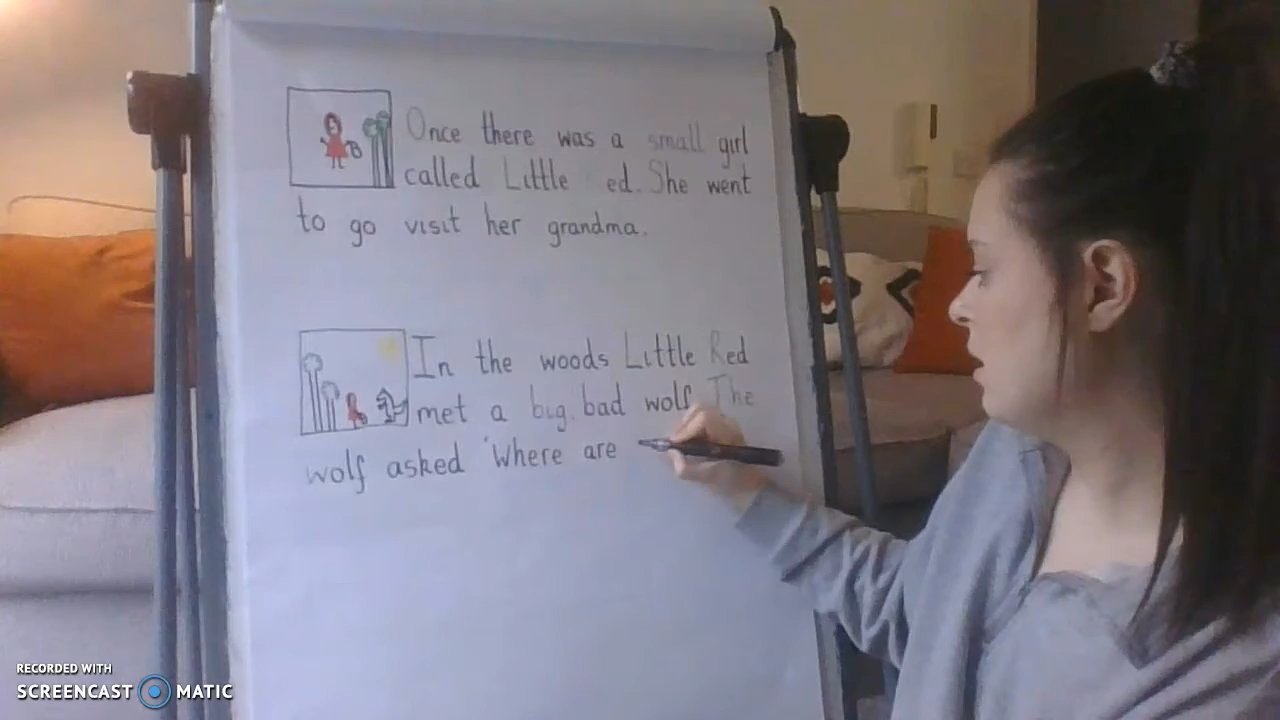 Once there was a small girl
called Little ed. She went
to go visit her grandma.
In the woods Little Red
met a big, bad wolf. The
wolf asked 'Where are
RECORDED WITH
SCREENCAST MATIC